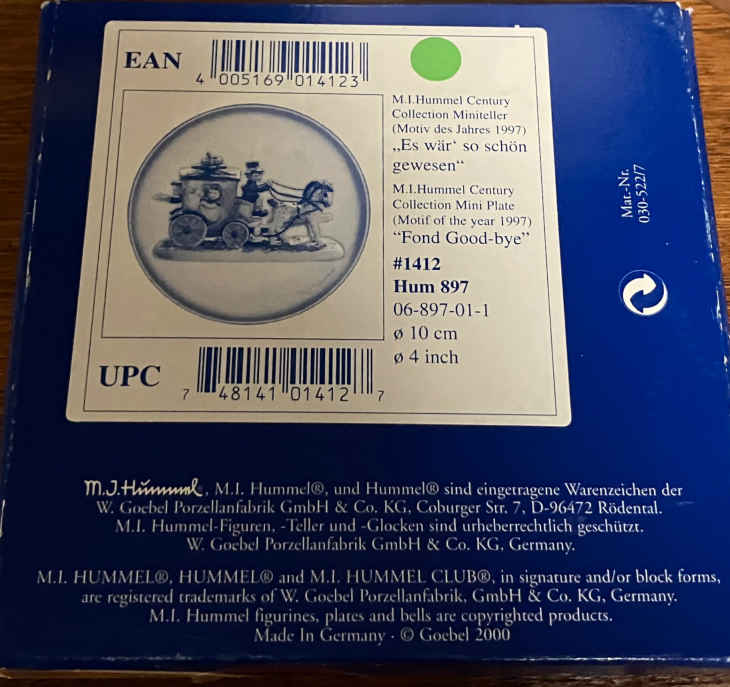 EAN
4 005169 014123
M.I.Hummel Century
Collection Miniteller
(Motiv des Jahres 1997)
„Es wär‘ so schön
gewesen“
M.I.Hummel Century
Collection Mini Plate
(Motif of the year 1997)
“Fond Good-bye”
#1412
Hum 897
06-897-01-1
ø 10 cm
ø 4 inch
UPC
7 48141 01412 7
Mat.-Nr.
030-522/7
M.J.Hümmel®, M.I. Hummel®, und Hummel® sind eingetragene Warenzeichen der
W. Goebel Porzellanfabrik GmbH & Co. KG, Coburger Str. 7, D-96472 Rödental.
M.I. Hummel-Figuren, -Teller und -Glocken sind urheberrechtlich geschützt.
W. Goebel Porzellanfabrik GmbH & Co. KG, Germany.
M.I. HUMMEL®, HUMMEL® and M.I. HUMMEL CLUB®, in signature and/or block forms,
are registered trademarks of W. Goebel Porzellanfabrik, GmbH & Co. KG, Germany.
M.I. Hummel figurines, plates and bells are copyrighted products.
Made In Germany · © Goebel 2000